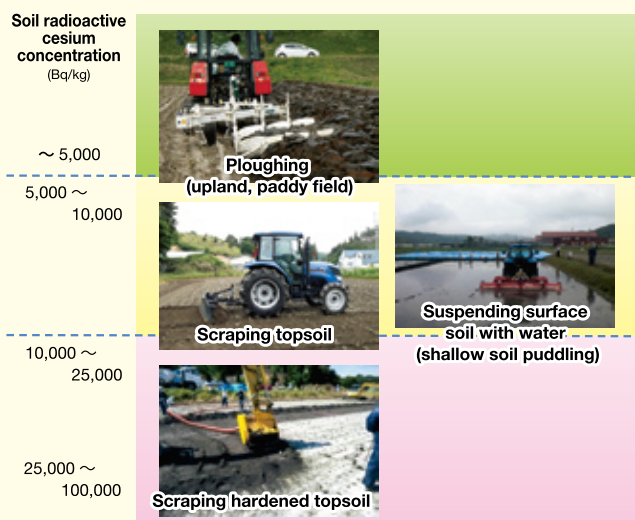 Soil radioactive
cesium
concentration
(Bq/kg)
～ 5,000
Ploughing
(upland, paddy field)
5,000 ～
10,000
Scraping topsoil
Suspending surface
soil with water
(shallow soil puddling)
10,000 ～
25,000
25,000 ～
100,000
Scraping hardened topsoil